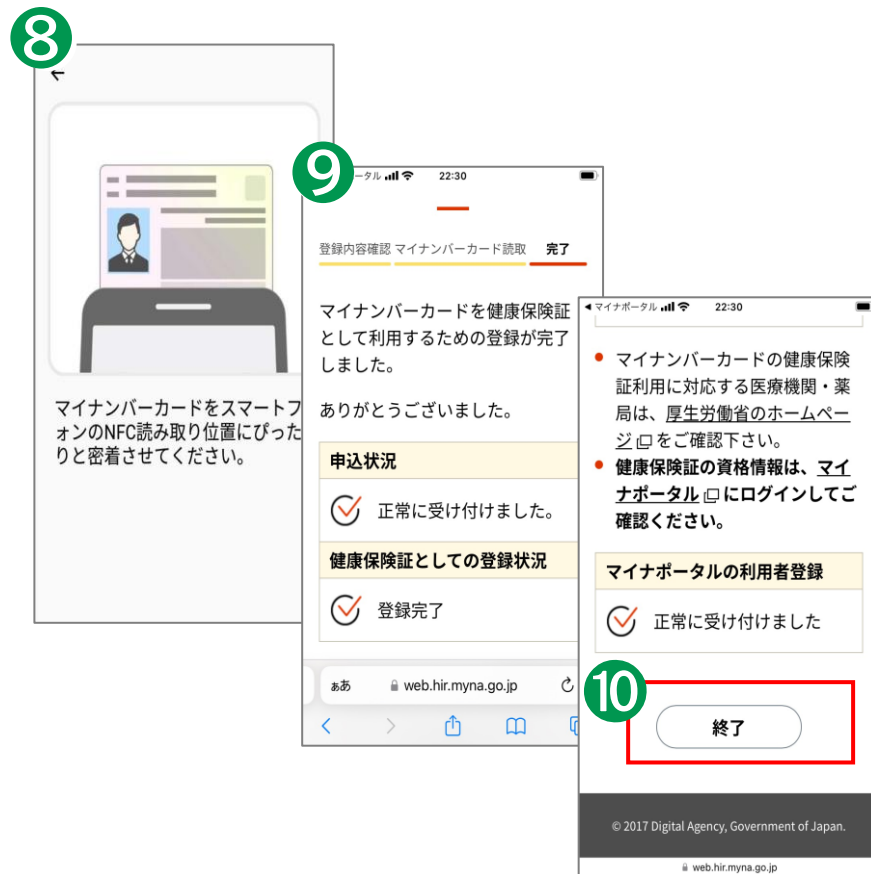 8
マイナンバーカードをスマートフ
ォンのNFC読み取り位置にぴった
りと密着させてください。
9
ータル 22:30
登録内容確認 マイナンバーカード読取 完了
マイナンバーカードを健康保険証
として利用するための登録が完了
しました。
ありがとうございました。
申込状況
正常に受け付けました。
健康保険証としての登録状況
登録完了
ぁあ web.hir.myna.go.jp
マイナポータル 22:30
マイナンバーカードの健康保険
証利用に対応する医療機関・薬
局は、厚生労働省のホームペー
ジをご確認下さい。
健康保険証の資格情報は、マイ
ナポータルにログインしてご
確認ください。
マイナポータルの利用者登録
正常に受け付けました
10
終了
© 2017 Digital Agency, Government of Japan.
web.hir.myna.go.jp